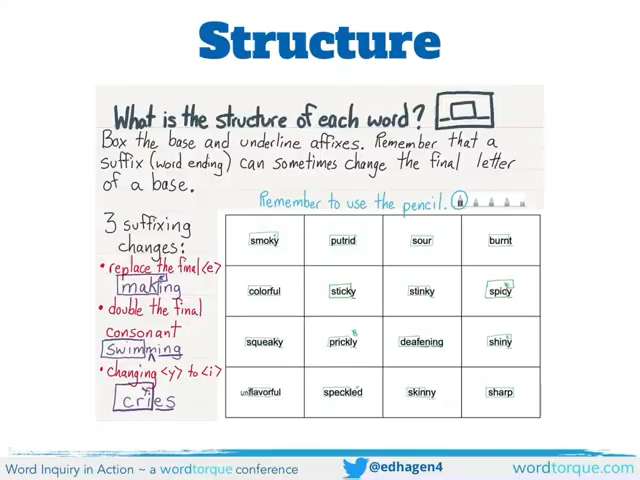 Structure
What is the structure of each word?
Box the base and underline affixes. Remember that a
suffix (word ending) can sometimes change the final letter
of a base.
Remember to use the pencil.
3 suffixing
changes:
• replace the final <e>
making
• double the final
consonant
swimming
• changing <y> to <i>
cries
smoky putrid sour burnt
colorful sticky stinky spicy
squeaky prickly deafening shiny
unflavorful speckled skinny sharp
Word Inquiry in Action ~ a wordtorque conference @edhagen4 wordtorque.com